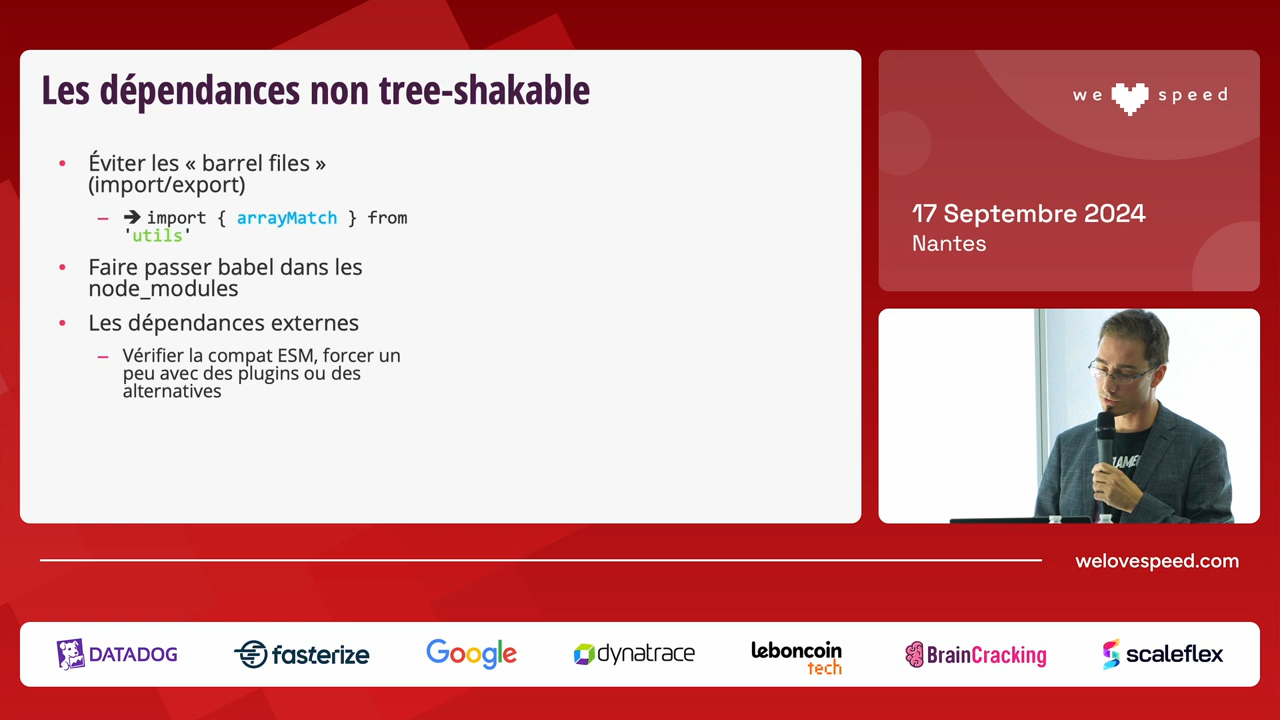 Les dépendances non tree-shakable
• Éviter les « barrel files »
(import/export)
– ➔ import { arrayMatch } from
'utils'
• Faire passer babel dans les
node_modules
• Les dépendances externes
– Vérifier la compat ESM, forcer un
peu avec des plugins ou des
alternatives
we speed
17 Septembre 2024
Nantes
welovespeed.com
DATADOG
fasterize
Google
dynatrace
leboncoin
tech
BrainCracking
scaleflex